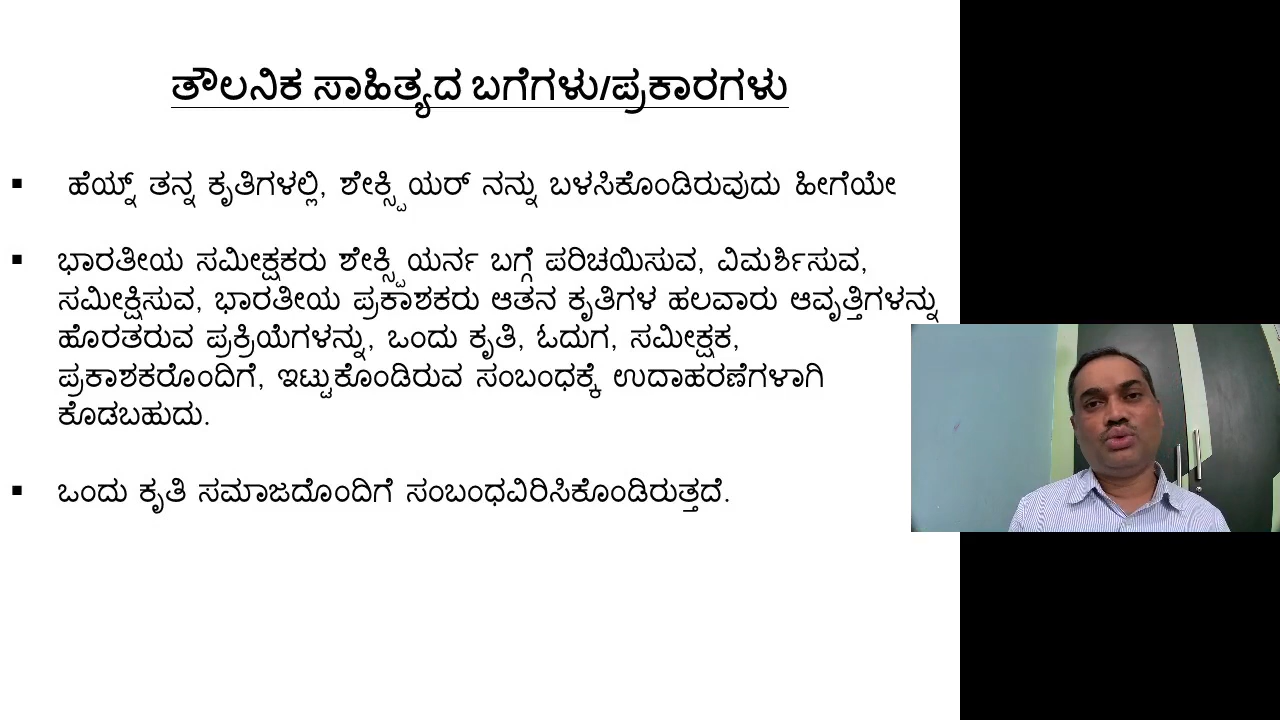 ತೌಲನಿಕ ಸಾಹಿತ್ಯದ ಬಗೆಗಳು/ಪ್ರಕಾರಗಳು
▪ ಹೆಯ್ನ್ ತನ್ನ ಕೃತಿಗಳಲ್ಲಿ, ಶೇಕ್ಸ್ಪಿಯರ್ ನನ್ನು ಬಳಸಿಕೊಂಡಿರುವುದು ಹೀಗೆಯೇ
▪ ಭಾರತೀಯ ಸಮೀಕ್ಷಕರು ಶೇಕ್ಸ್ಪಿಯರ್ನ ಬಗ್ಗೆ ಪರಿಚಯಿಸುವ, ವಿಮರ್ಶಿಸುವ,
ಸಮೀಕ್ಷಿಸುವ, ಭಾರತೀಯ ಪ್ರಕಾಶಕರು ಆತನ ಕೃತಿಗಳ ಹಲವಾರು ಆವೃತ್ತಿಗಳನ್ನು
ಹೊರತರುವ ಪ್ರಕ್ರಿಯೆಗಳನ್ನು, ಒಂದು ಕೃತಿ, ಓದುಗ, ಸಮೀಕ್ಷಕ,
ಪ್ರಕಾಶಕರೊಂದಿಗೆ, ಇಟ್ಟುಕೊಂಡಿರುವ ಸಂಬಂಧಕ್ಕೆ ಉದಾಹರಣೆಗಳಾಗಿ
ಕೊಡಬಹುದು.
▪ ಒಂದು ಕೃತಿ ಸಮಾಜದೊಂದಿಗೆ ಸಂಬಂಧವಿರಿಸಿಕೊಂಡಿರುತ್ತದೆ.